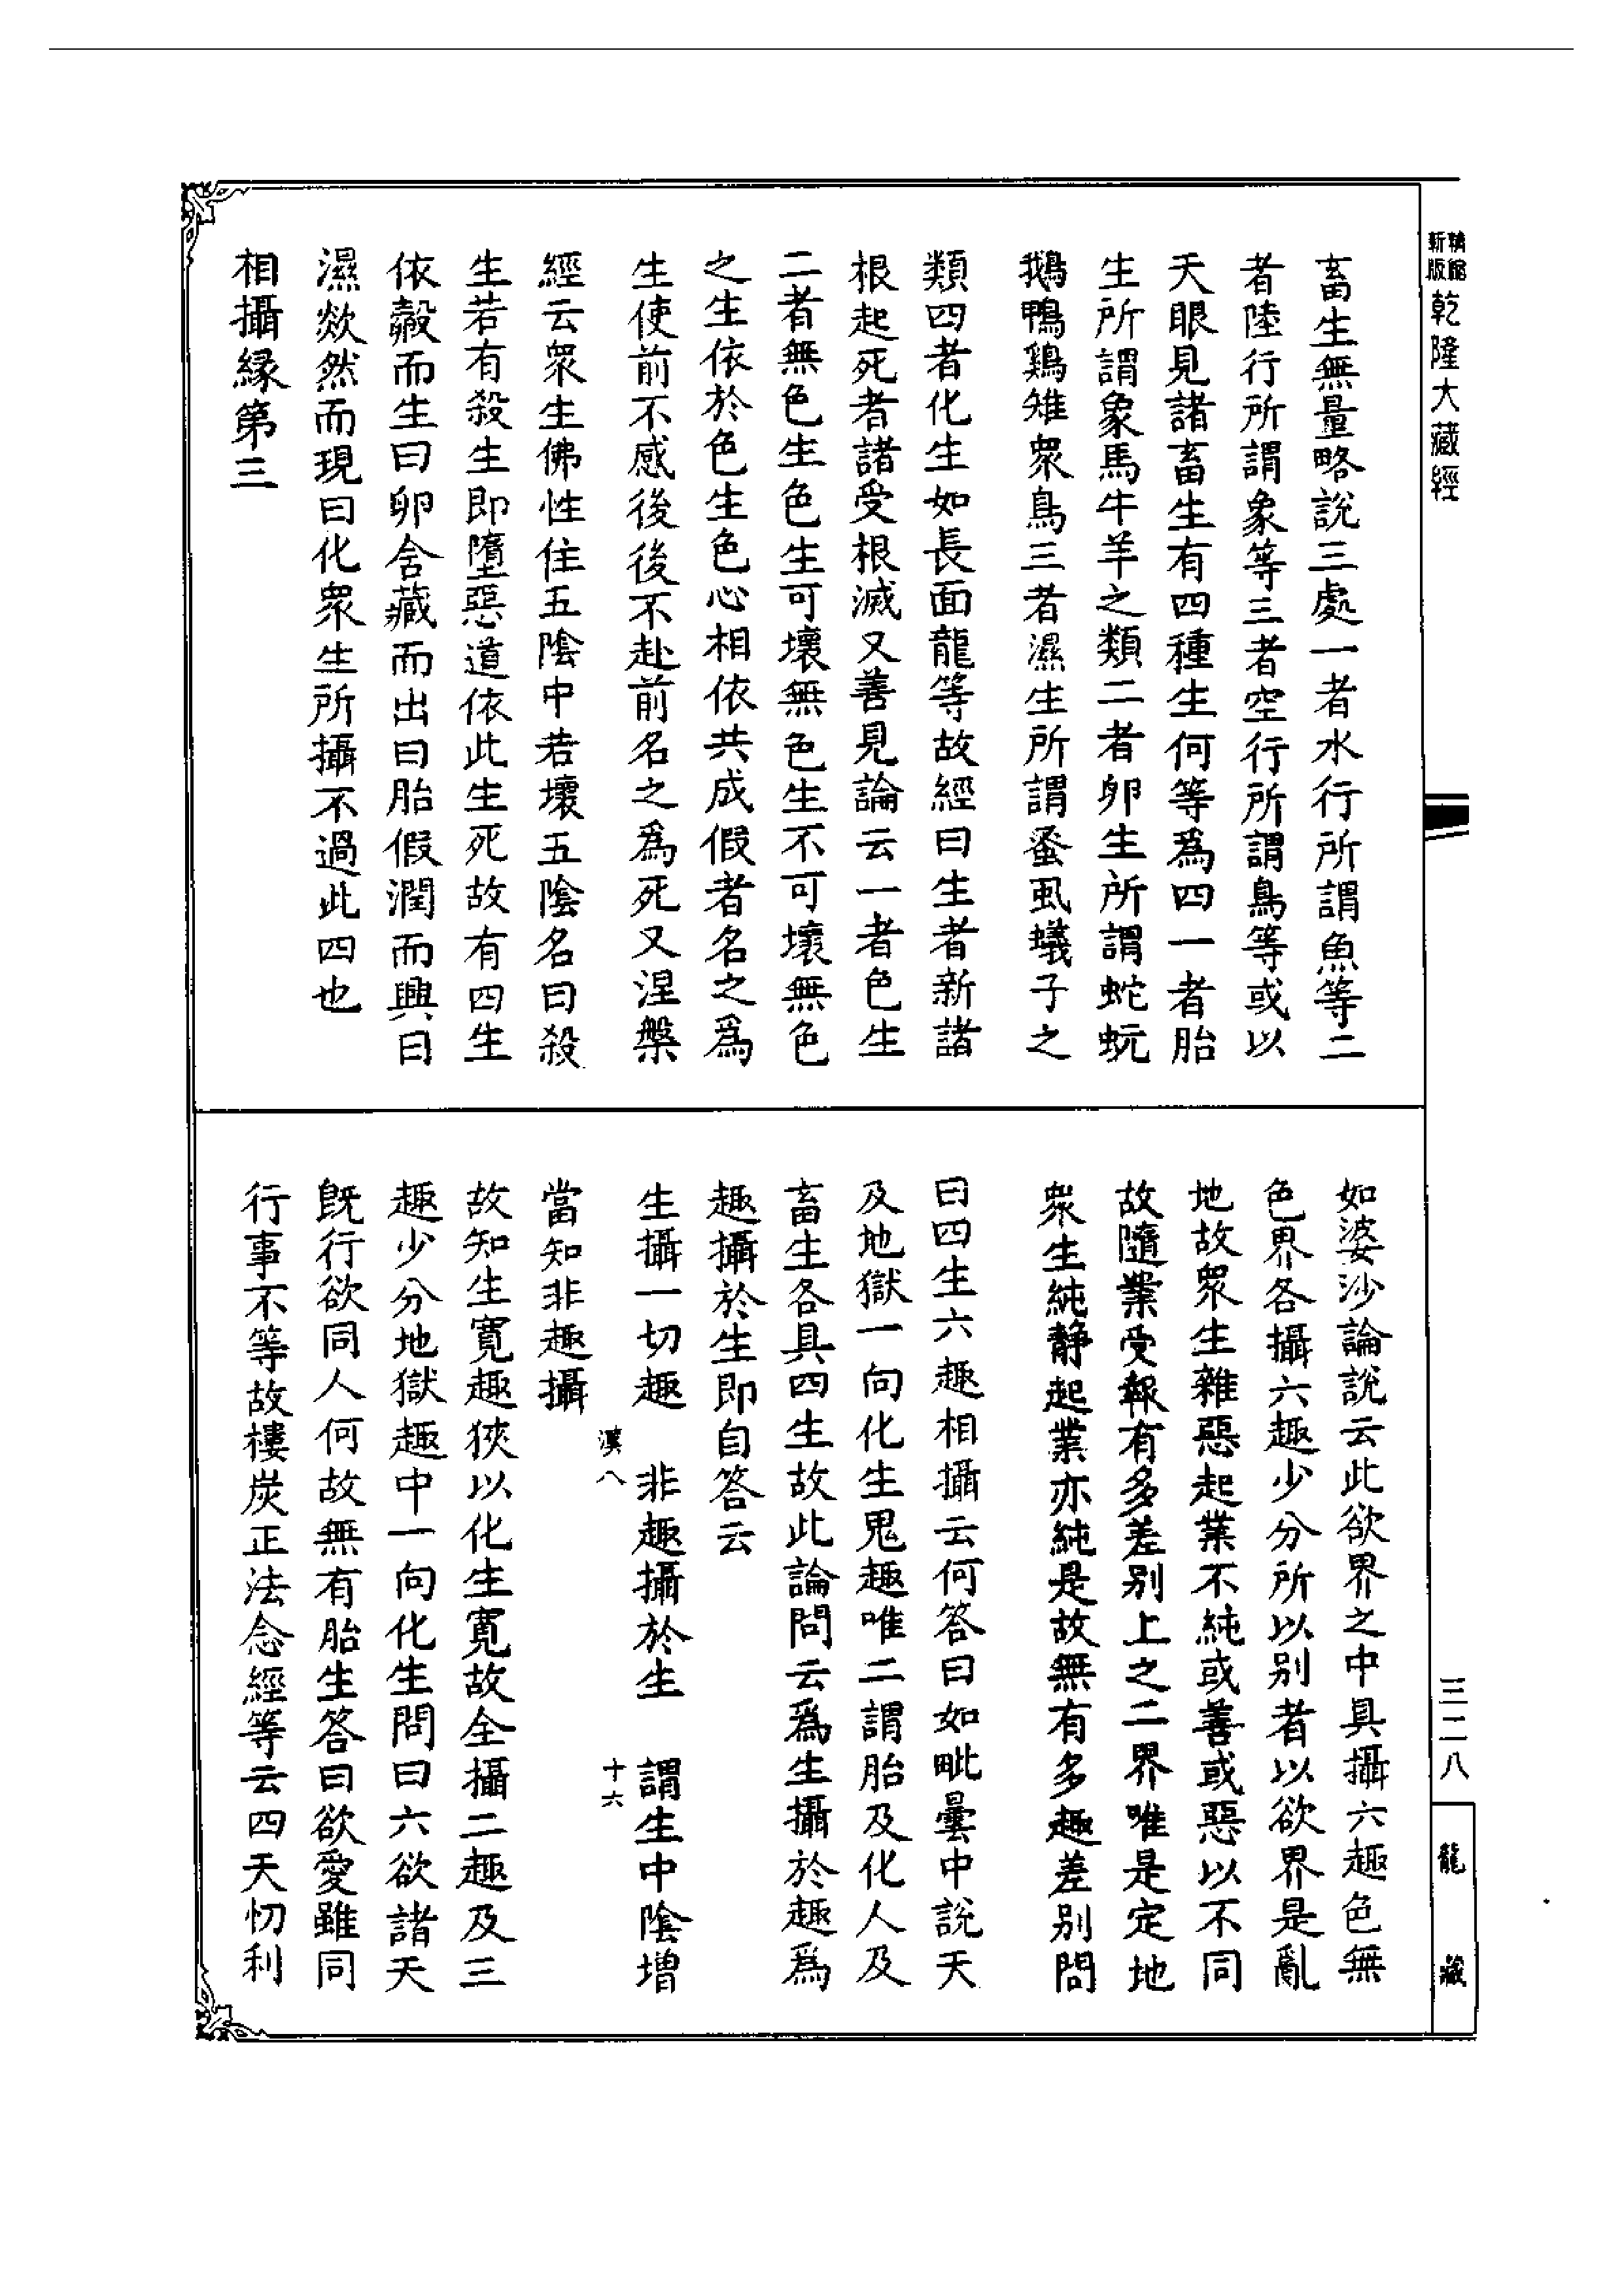 精縮新版乾隆大藏經
畜生無量略說三處一者水行所謂魚等二
者陸行所謂象等三者空行所謂鳥等或以
天眼見諸畜生有四種生何等為四一者胎
生所謂象馬牛羊之類二者卵生所謂蛇蚖
鵝鴨鷄雉衆鳥三者濕生所謂蚤虱蟻子之
類四者化生如長面龍等故經曰生者新諸
根起死者諸受根滅又善見論云一者色生
二者無色生色生可壞無色生不可壞無色
之生依於色生色心相依共成假者名之為
生使前不感後後不赴前名之為死又涅槃
經云衆生佛性住五陰中若壞五陰名曰殺
生若有殺生即墮惡道依此生死故有四生
依㲉而生曰卵含藏而出曰胎假潤而興曰
濕欻然而現曰化衆生所攝不過此四也
相攝緣第三
如婆沙論說云此欲界之中具攝六趣色無
色界各攝六趣少分所以别者以欲界是亂
地故衆生雜惡起業不純或善或惡以不同
故隨業受報有多差别上之二界唯是定地
衆生純靜起業亦純是故無有多趣差别問
曰四生六趣相攝云何答曰如毗曇中說天
及地獄一向化生鬼趣唯二謂胎及化人及
畜生各具四生故此論問云為生攝於趣為
趣攝於生即自答云
生攝一切趣 非趣攝於生 謂生中陰增
漢八 十六
當知非趣攝
故知生寬趣狹以化生寬故全攝二趣及三
趣少分地獄趣中一向化生問曰六欲諸天
既行欲同人何故無有胎生答曰欲愛雖同
行事不等故樓炭正法念經等云四天忉利
三二八
龍藏